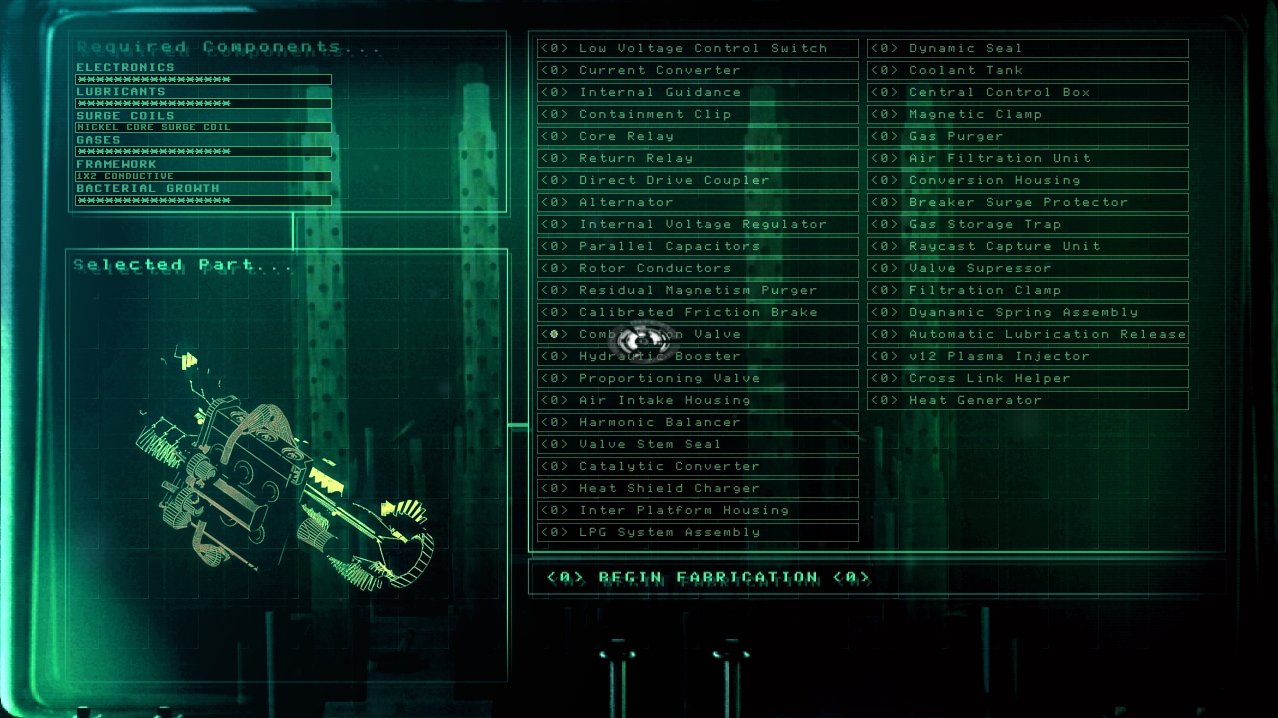 Required Components...
ELECTRONICS
*****************
LUBRICANTS
*****************
SURGE COILS
NICKEL CORE SURGE COIL
GASES
*****************
FRAMEWORK
1X2 CONDUCTIVE
BACTERIAL GROWTH
*****************
Selected Part...
<0> Low Voltage Control Switch
<0> Current Converter
<0> Internal Guidance
<0> Containment Clip
<0> Core Relay
<0> Return Relay
<0> Direct Drive Coupler
<0> Alternator
<0> Internal Voltage Regulator
<0> Parallel Capacitors
<0> Rotor Conductors
<0> Residual Magnetism Purger
<0> Calibrated Friction Brake
Valve
<0> Hydraulic Booster
<0> Proportioning Valve
<0> Air Intake Housing
<0> Harmonic Balancer
<0> Valve Stem Seal
<0> Catalytic Converter
<0> Heat Shield Charger
<0> Inter Platform Housing
<0> LPG System Assembly
<0> Dynamic Seal
<0> Coolant Tank
<0> Central Control Box
<0> Magnetic Clamp
<0> Gas Purger
<0> Air Filtration Unit
<0> Conversion Housing
<0> Breaker Surge Protector
<0> Gas Storage Trap
<0> Raycast Capture Unit
<0> Valve Supressor
<0> Filtration Clamp
<0> Dyanamic Spring Assembly
<0> Automatic Lubrication Release
<0> v12 Plasma Injector
<0> Cross Link Helper
<0> Heat Generator
<0> BEGIN FABRICATION <0>